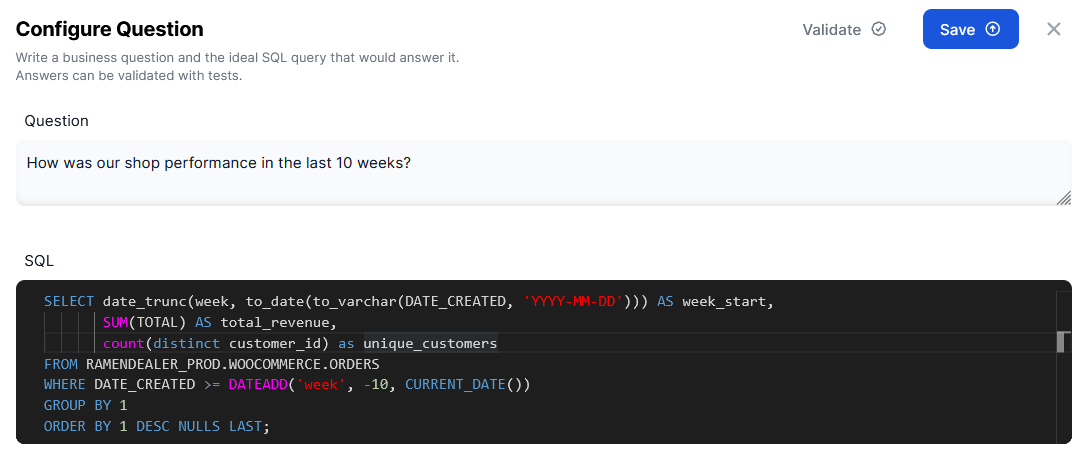 Configure Question
Validate
Save
Write a business question and the ideal SQL query that would answer it.
Answers can be validated with tests.
Question
How was our shop performance in the last 10 weeks?
SQL
SELECT date_trunc(week, to_date(to_varchar(DATE_CREATED, 'YYYY-MM-DD'))) AS week_start,
SUM(TOTAL) AS total_revenue,
count(distinct customer_id) as unique_customers
FROM RAMENDEALER_PROD.WOOCOMMERCE.ORDERS
WHERE DATE_CREATED >= DATEADD('week', -10, CURRENT_DATE())
GROUP BY 1
ORDER BY 1 DESC NULLS LAST;